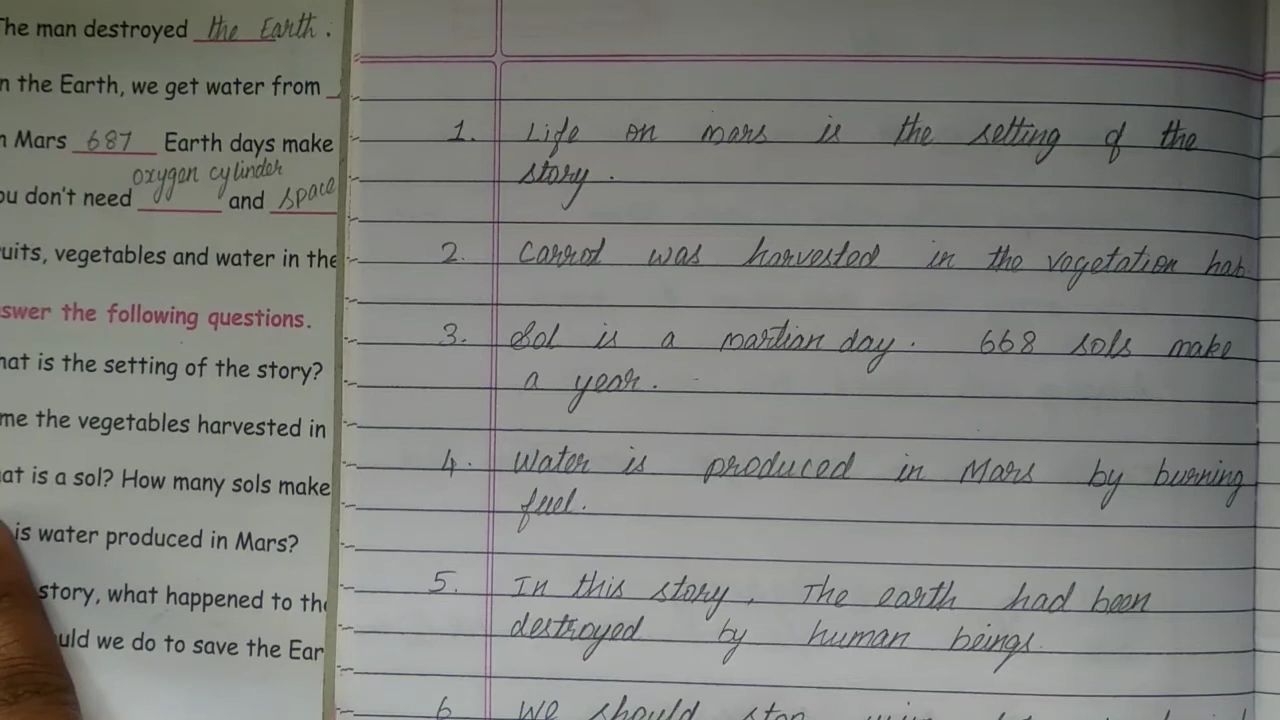 The man destroyed the Earth.
n the Earth, we get water from
n Mars 687 Earth days make
oxygen cylinder
ou don't need and space
uits, vegetables and water in the
swer the following questions.
hat is the setting of the story?
me the vegetables harvested in
at is a sol? How many sols make
is water produced in Mars?
story, what happened to the
uld we do to save the Ear
1. Life on mars is the setting of the
story.
2. Carrot was harvested in the vegetation hab
3. Sol is a martian day. 668 sols make
a year.
4. Water is produced in Mars by burning
fuel.
5. In this story, The earth had been
destroyed by human beings.
6 We should stop